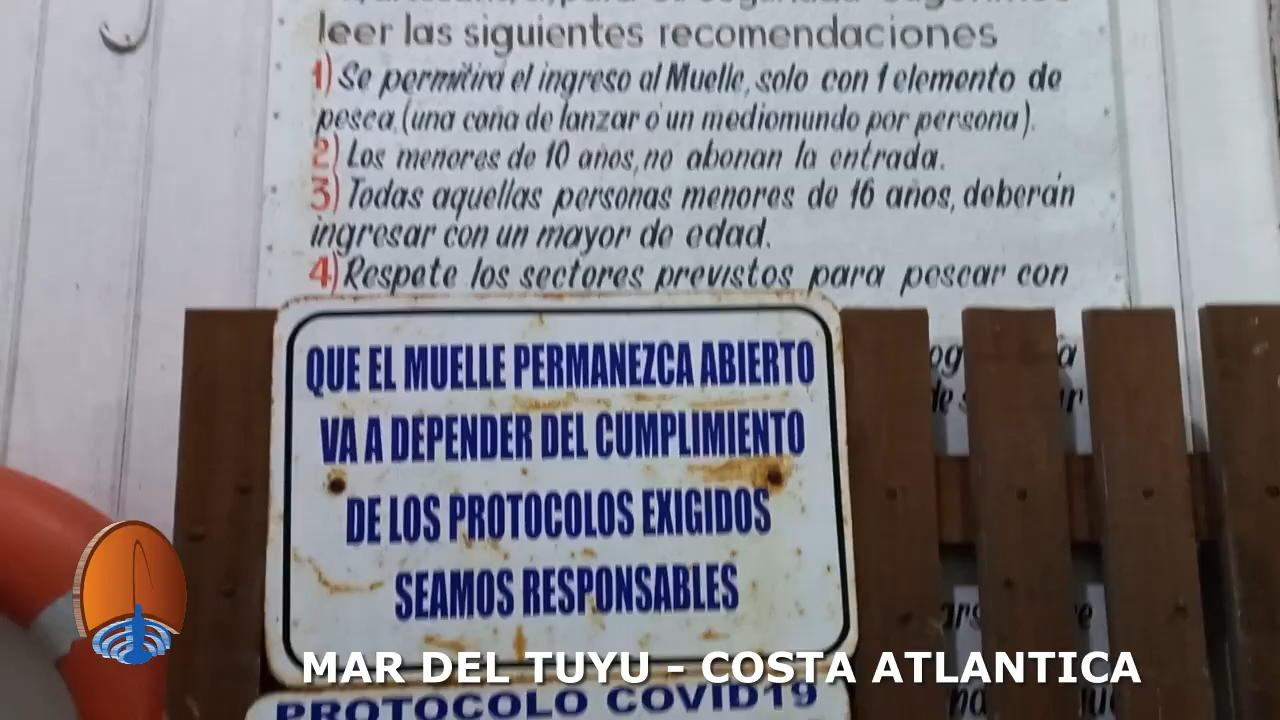 leer las siguientes recomendaciones
1) Se permitira el ingreso al Muelle, solo con 1 elemento de
pesca, (una caña de lanzar o un mediomundo por persona).
2) Los menores de 10 años, no abonan la entrada.
3) Todas aquellas personas menores de 16 años, deberán
ingresar con un mayor de edad.
4) Respete los sectores previstos para pescar con
QUE EL MUELLE PERMANEZCA ABIERTO
VA A DEPENDER DEL CUMPLIMIENTO
DE LOS PROTOCOLOS EXIGIDOS
SEAMOS RESPONSABLES
MAR DEL TUYU - COSTA ATLANTICA
PROTOCOLO COVID19